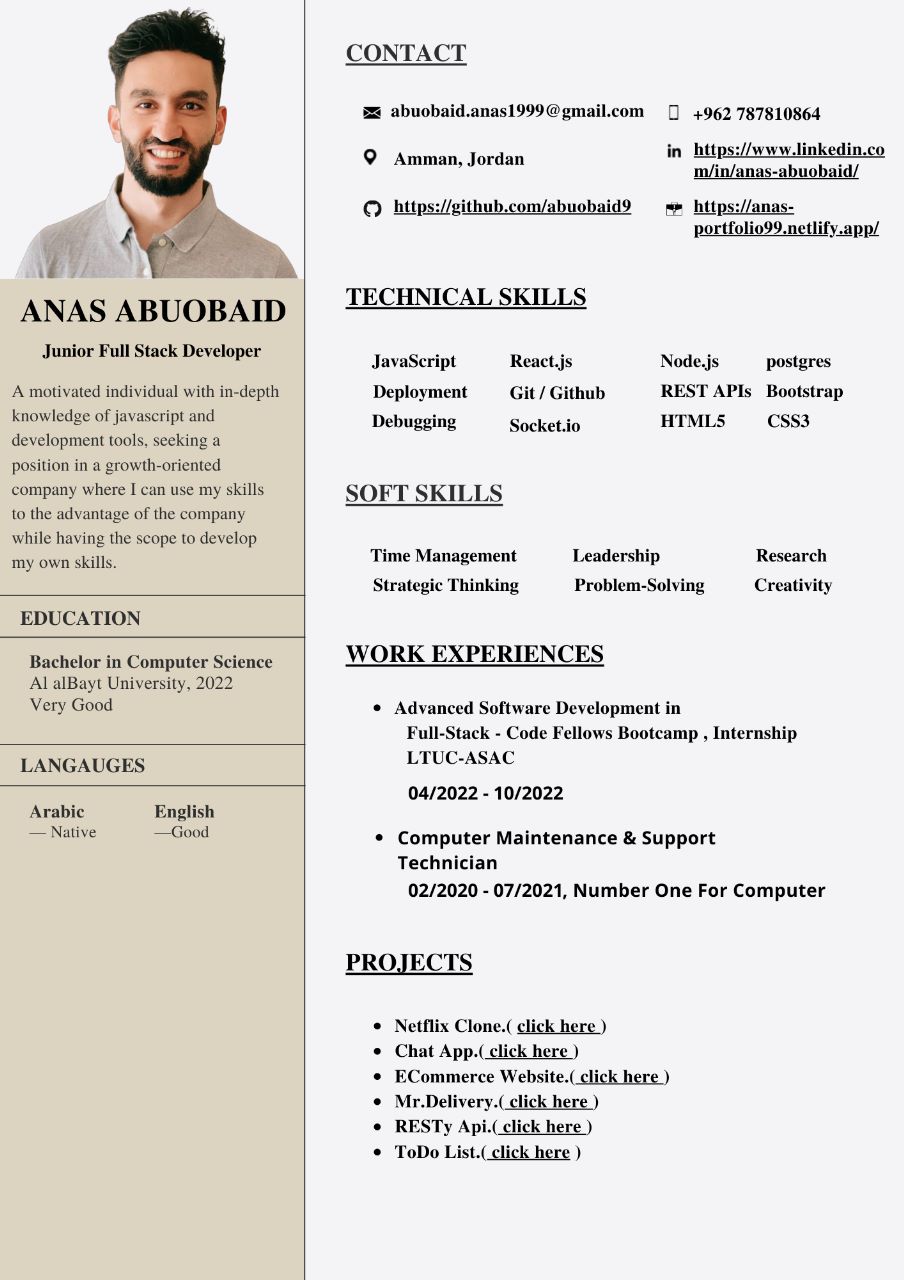 ANAS ABUOBAID
Junior Full Stack Developer
A motivated individual with in-depth
knowledge of javascript and
development tools, seeking a
position in a growth-oriented
company where I can use my skills
to the advantage of the company
while having the scope to develop
my own skills.
EDUCATION
Bachelor in Computer Science
Al alBayt University, 2022
Very Good
LANGAUGES
Arabic English
— Native —Good
CONTACT
abuobaid.anas1999@gmail.com +962 787810864
Amman, Jordan https://www.linkedin.co
m/in/anas-abuobaid/
https://github.com/abuobaid9 https://anas-
portfolio99.netlify.app/
TECHNICAL SKILLS
JavaScript React.js Node.js postgres
Deployment Git / Github REST APIs Bootstrap
Debugging Socket.io HTML5 CSS3
SOFT SKILLS
Time Management Leadership Research
Strategic Thinking Problem-Solving Creativity
WORK EXPERIENCES
• Advanced Software Development in
Full-Stack - Code Fellows Bootcamp , Internship
LTUC-ASAC
04/2022 - 10/2022
• Computer Maintenance & Support
Technician
02/2020 - 07/2021, Number One For Computer
PROJECTS
• Netflix Clone.( click here )
• Chat App.( click here )
• ECommerce Website.( click here )
• Mr.Delivery.( click here )
• RESTy Api.( click here )
• ToDo List.( click here )